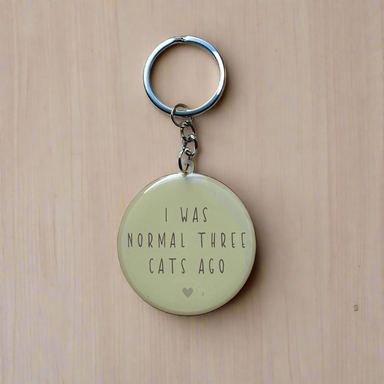 I WAS
NORMAL THREE
CATS AGO